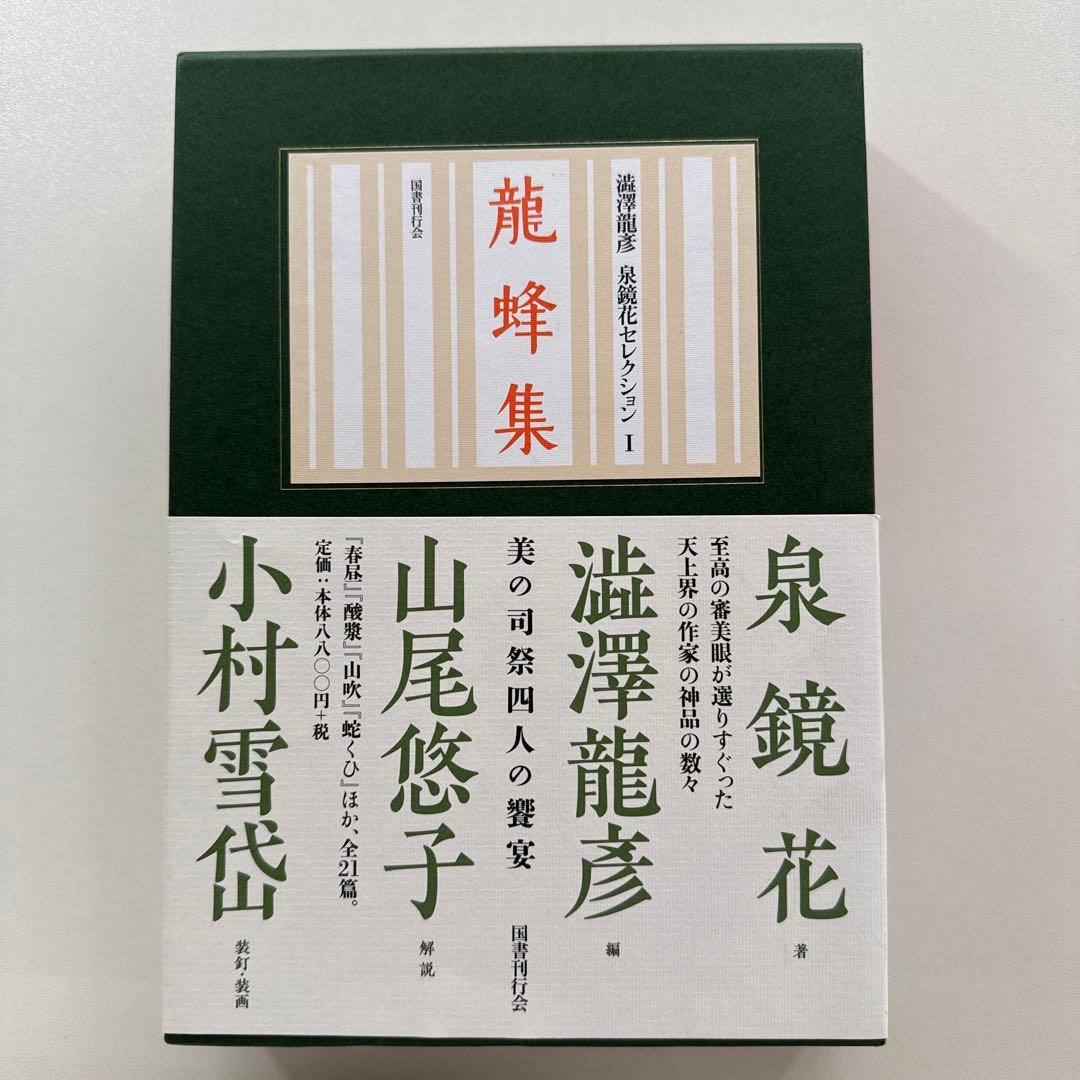 澁澤龍彥 泉鏡花セレクション Ⅰ
龍蜂集
国書刊行会
泉鏡花 著
至高の審美眼が選りすぐった
天上界の作家の神品の数々
澁澤龍彥 編
美の司祭四人の饗宴 国書刊行会
山尾悠子 解説
『春昼』『酸漿』『山吹』『蛇くひ』ほか、全21篇。
定価：本体八八〇〇円＋税
小村雪岱 装釘・装画